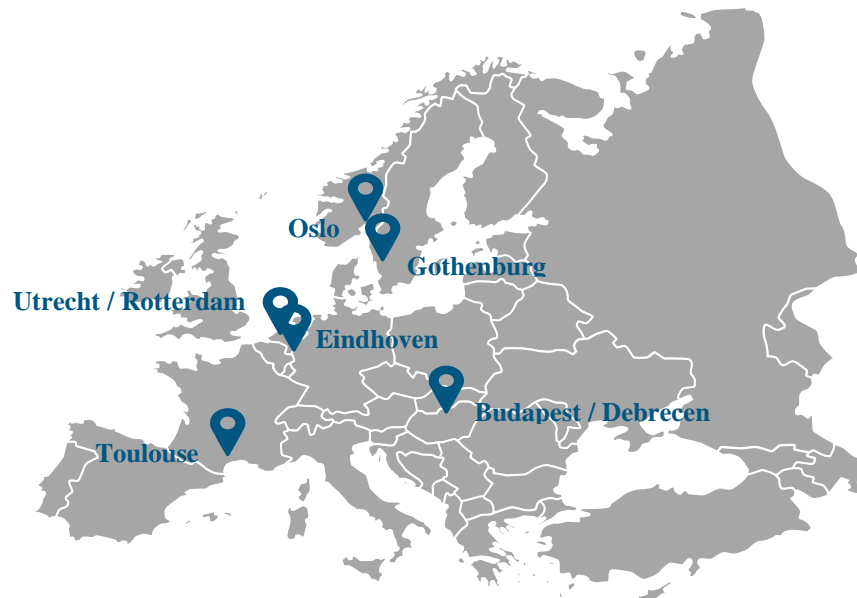 Oslo
Gothenburg
Utrecht / Rotterdam
Eindhoven
Budapest / Debrecen
Toulouse